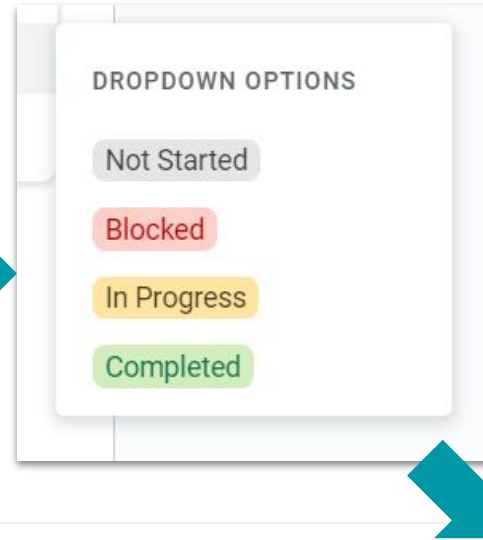 DROPDOWN OPTIONS
Not Started
Blocked
In Progress
Completed